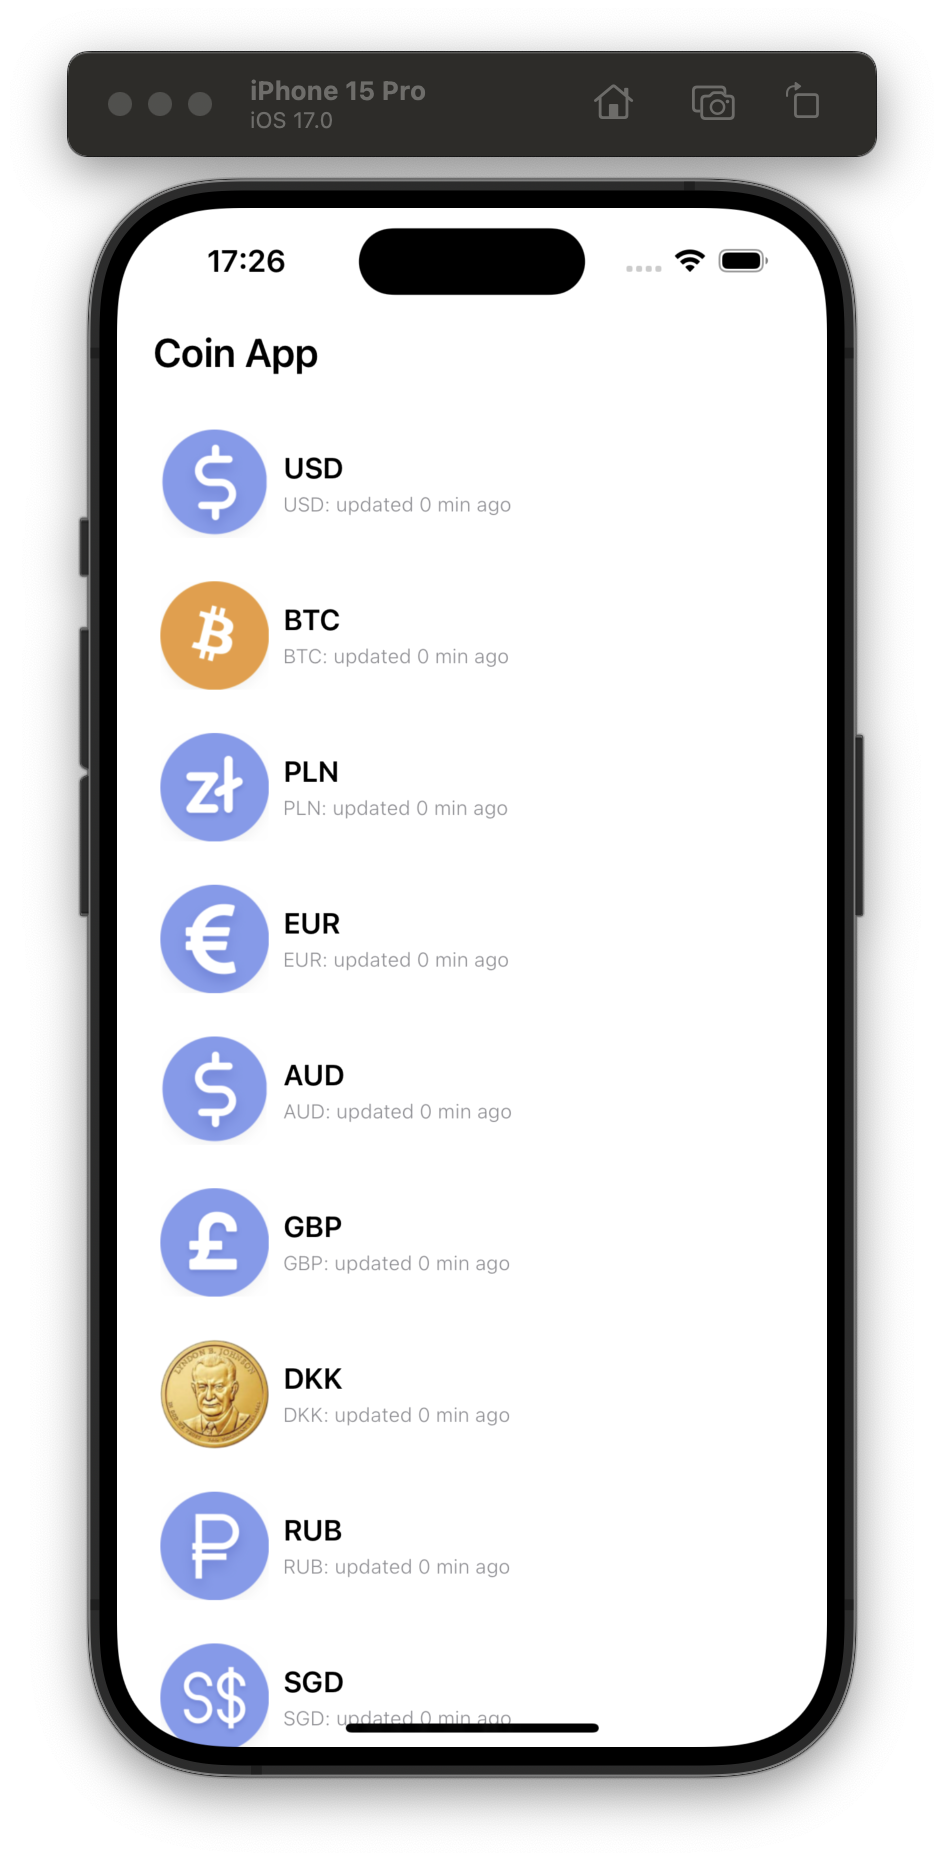 iPhone 15 Pro
iOS 17.0
17:26
Coin App
$
USD
USD: updated 0 min ago
₿
BTC
BTC: updated 0 min ago
zł
PLN
PLN: updated 0 min ago
€
EUR
EUR: updated 0 min ago
$
AUD
AUD: updated 0 min ago
£
GBP
GBP: updated 0 min ago
LYNDON B. JOHNSON
DKK
DKK: updated 0 min ago
₽
RUB
RUB: updated 0 min ago
S$
SGD
SGD: updated 0 min ago